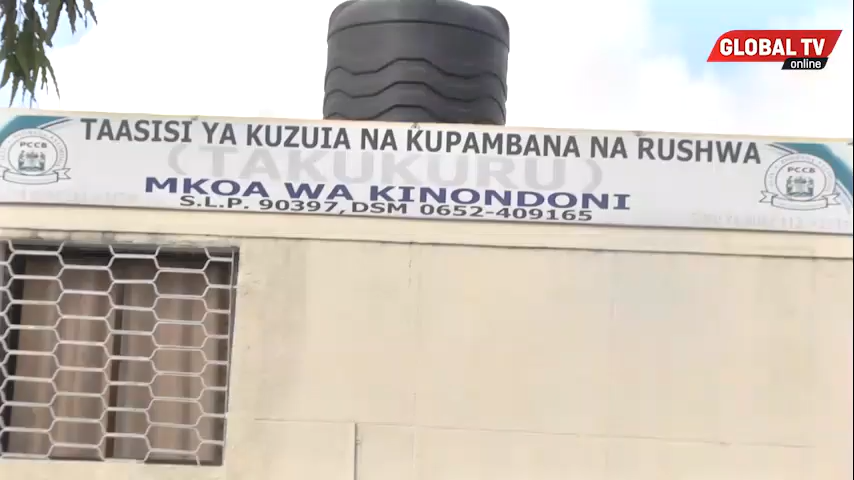 GLOBAL TV
online
TAASISI YA KUZUIA NA KUPAMBANA NA RUSHWA
(TAKUKURU)
MKOA WA KINONDONI
S.L.P. 90397, DSM 0652-409165
PCCB
PCCB